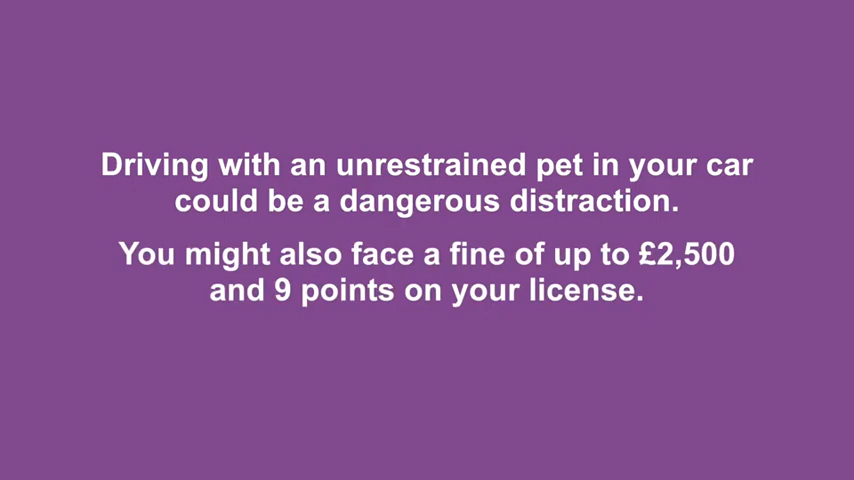 Driving with an unrestrained pet in your car
could be a dangerous distraction.
You might also face a fine of up to £2,500
and 9 points on your license.